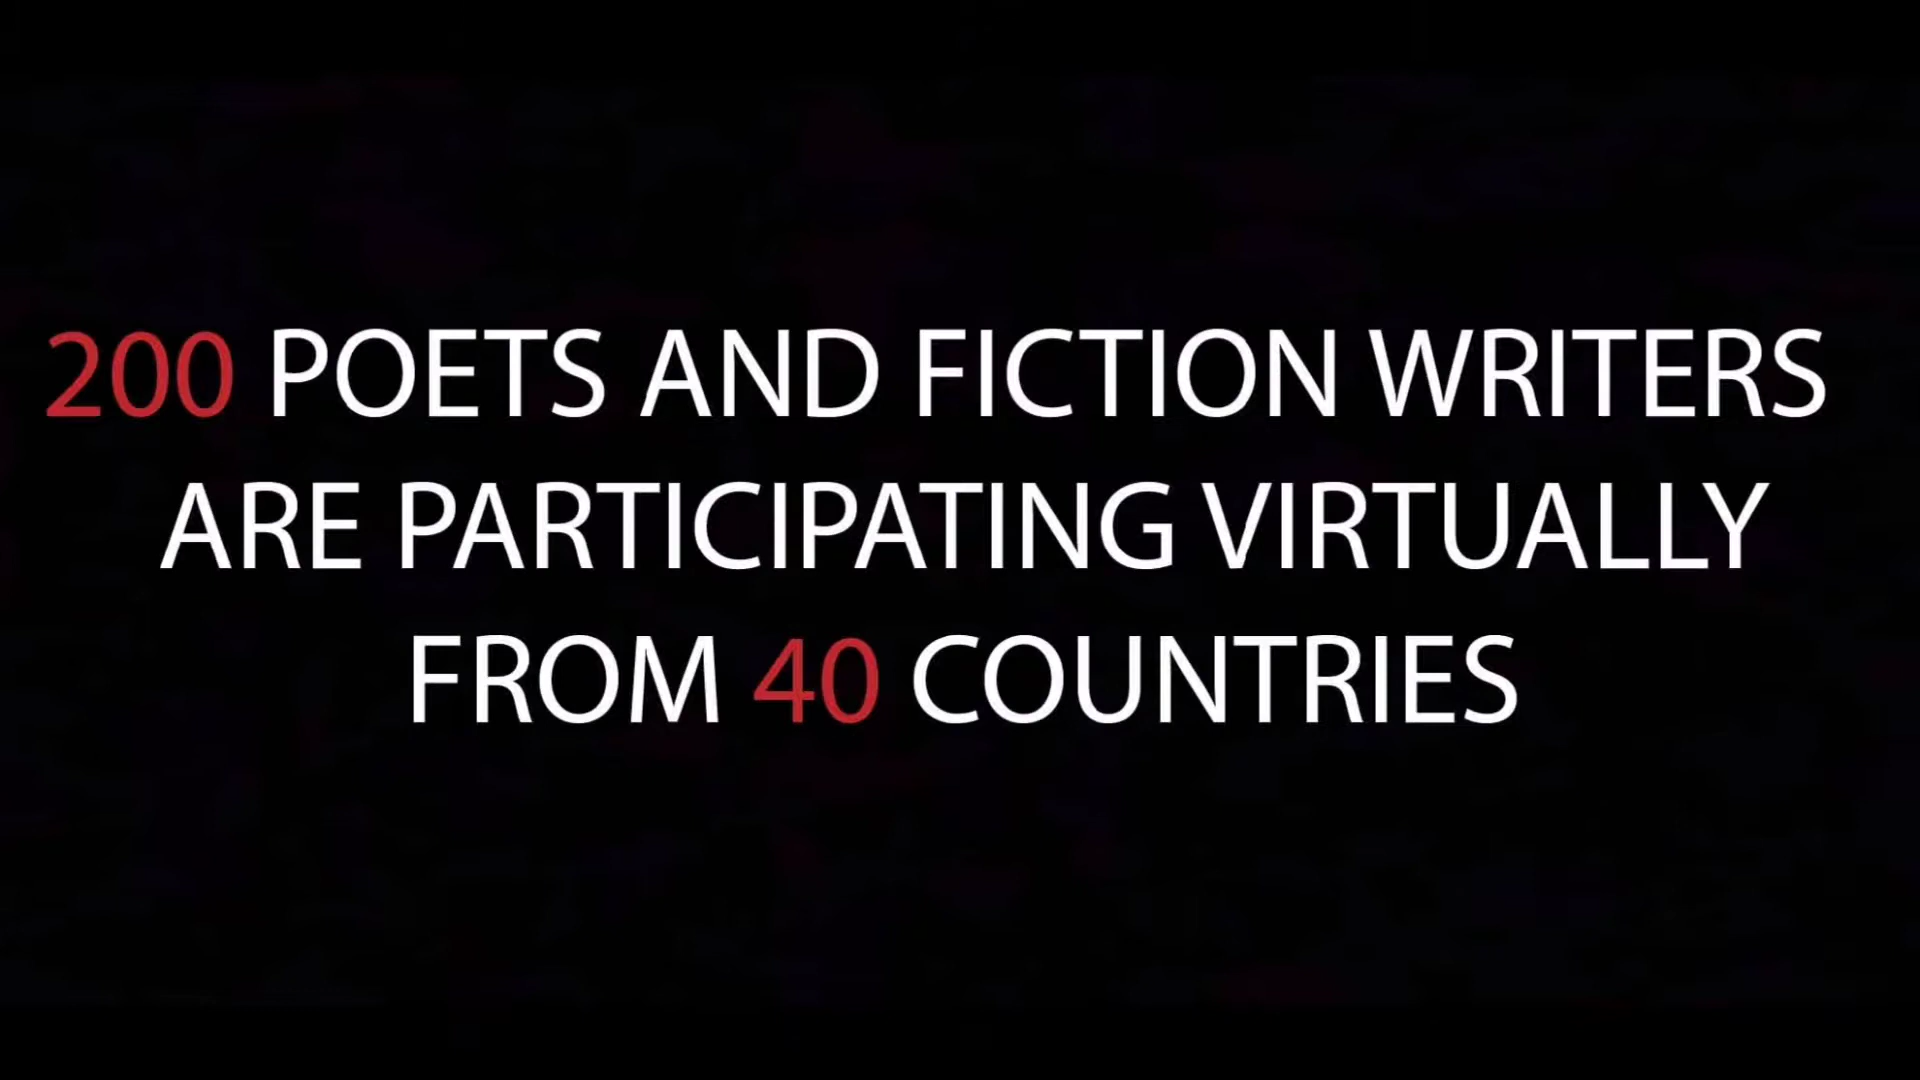 200 POETS AND FICTION WRITERS
ARE PARTICIPATING VIRTUALLY
FROM 40 COUNTRIES